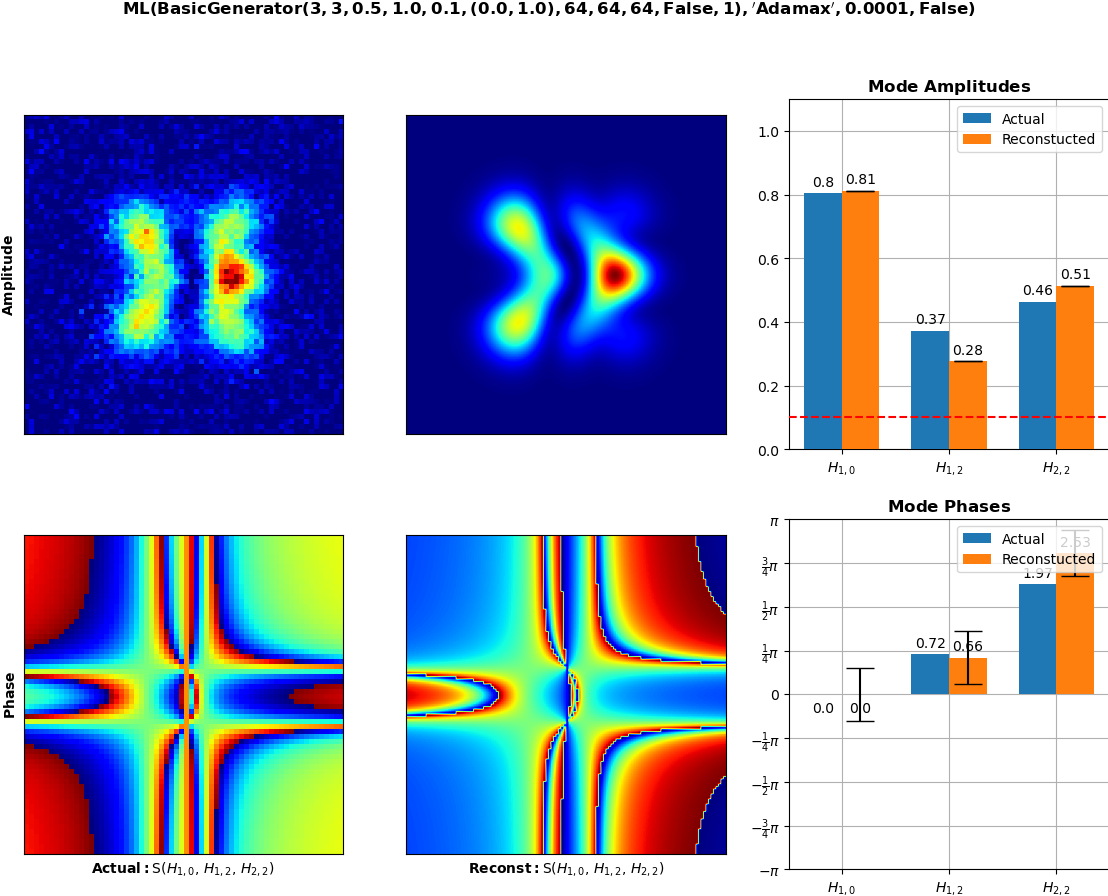 ML(BasicGenerator(3, 3, 0.5, 1.0, 0.1, (0.0, 1.0), 64, 64, 64, False, 1), 'Adamax', 0.0001, False)
Amplitude
Mode Amplitudes
Actual
Reconstucted
1.0
0.8
0.6
0.4
0.2
0.0
0.8
0.81
0.37
0.28
0.46
0.51
H1,0
H1,2
H2,2
Phase
Actual: S(H1,0, H1,2, H2,2)
Reconst: S(H1,0, H1,2, H2,2)
Mode Phases
Actual
Reconstucted
π
3/4π
1/2π
1/4π
0
−1/4π
−1/2π
−3/4π
−π
0.0
0.0
0.72
0.66
1.97
2.53
H1,0
H1,2
H2,2